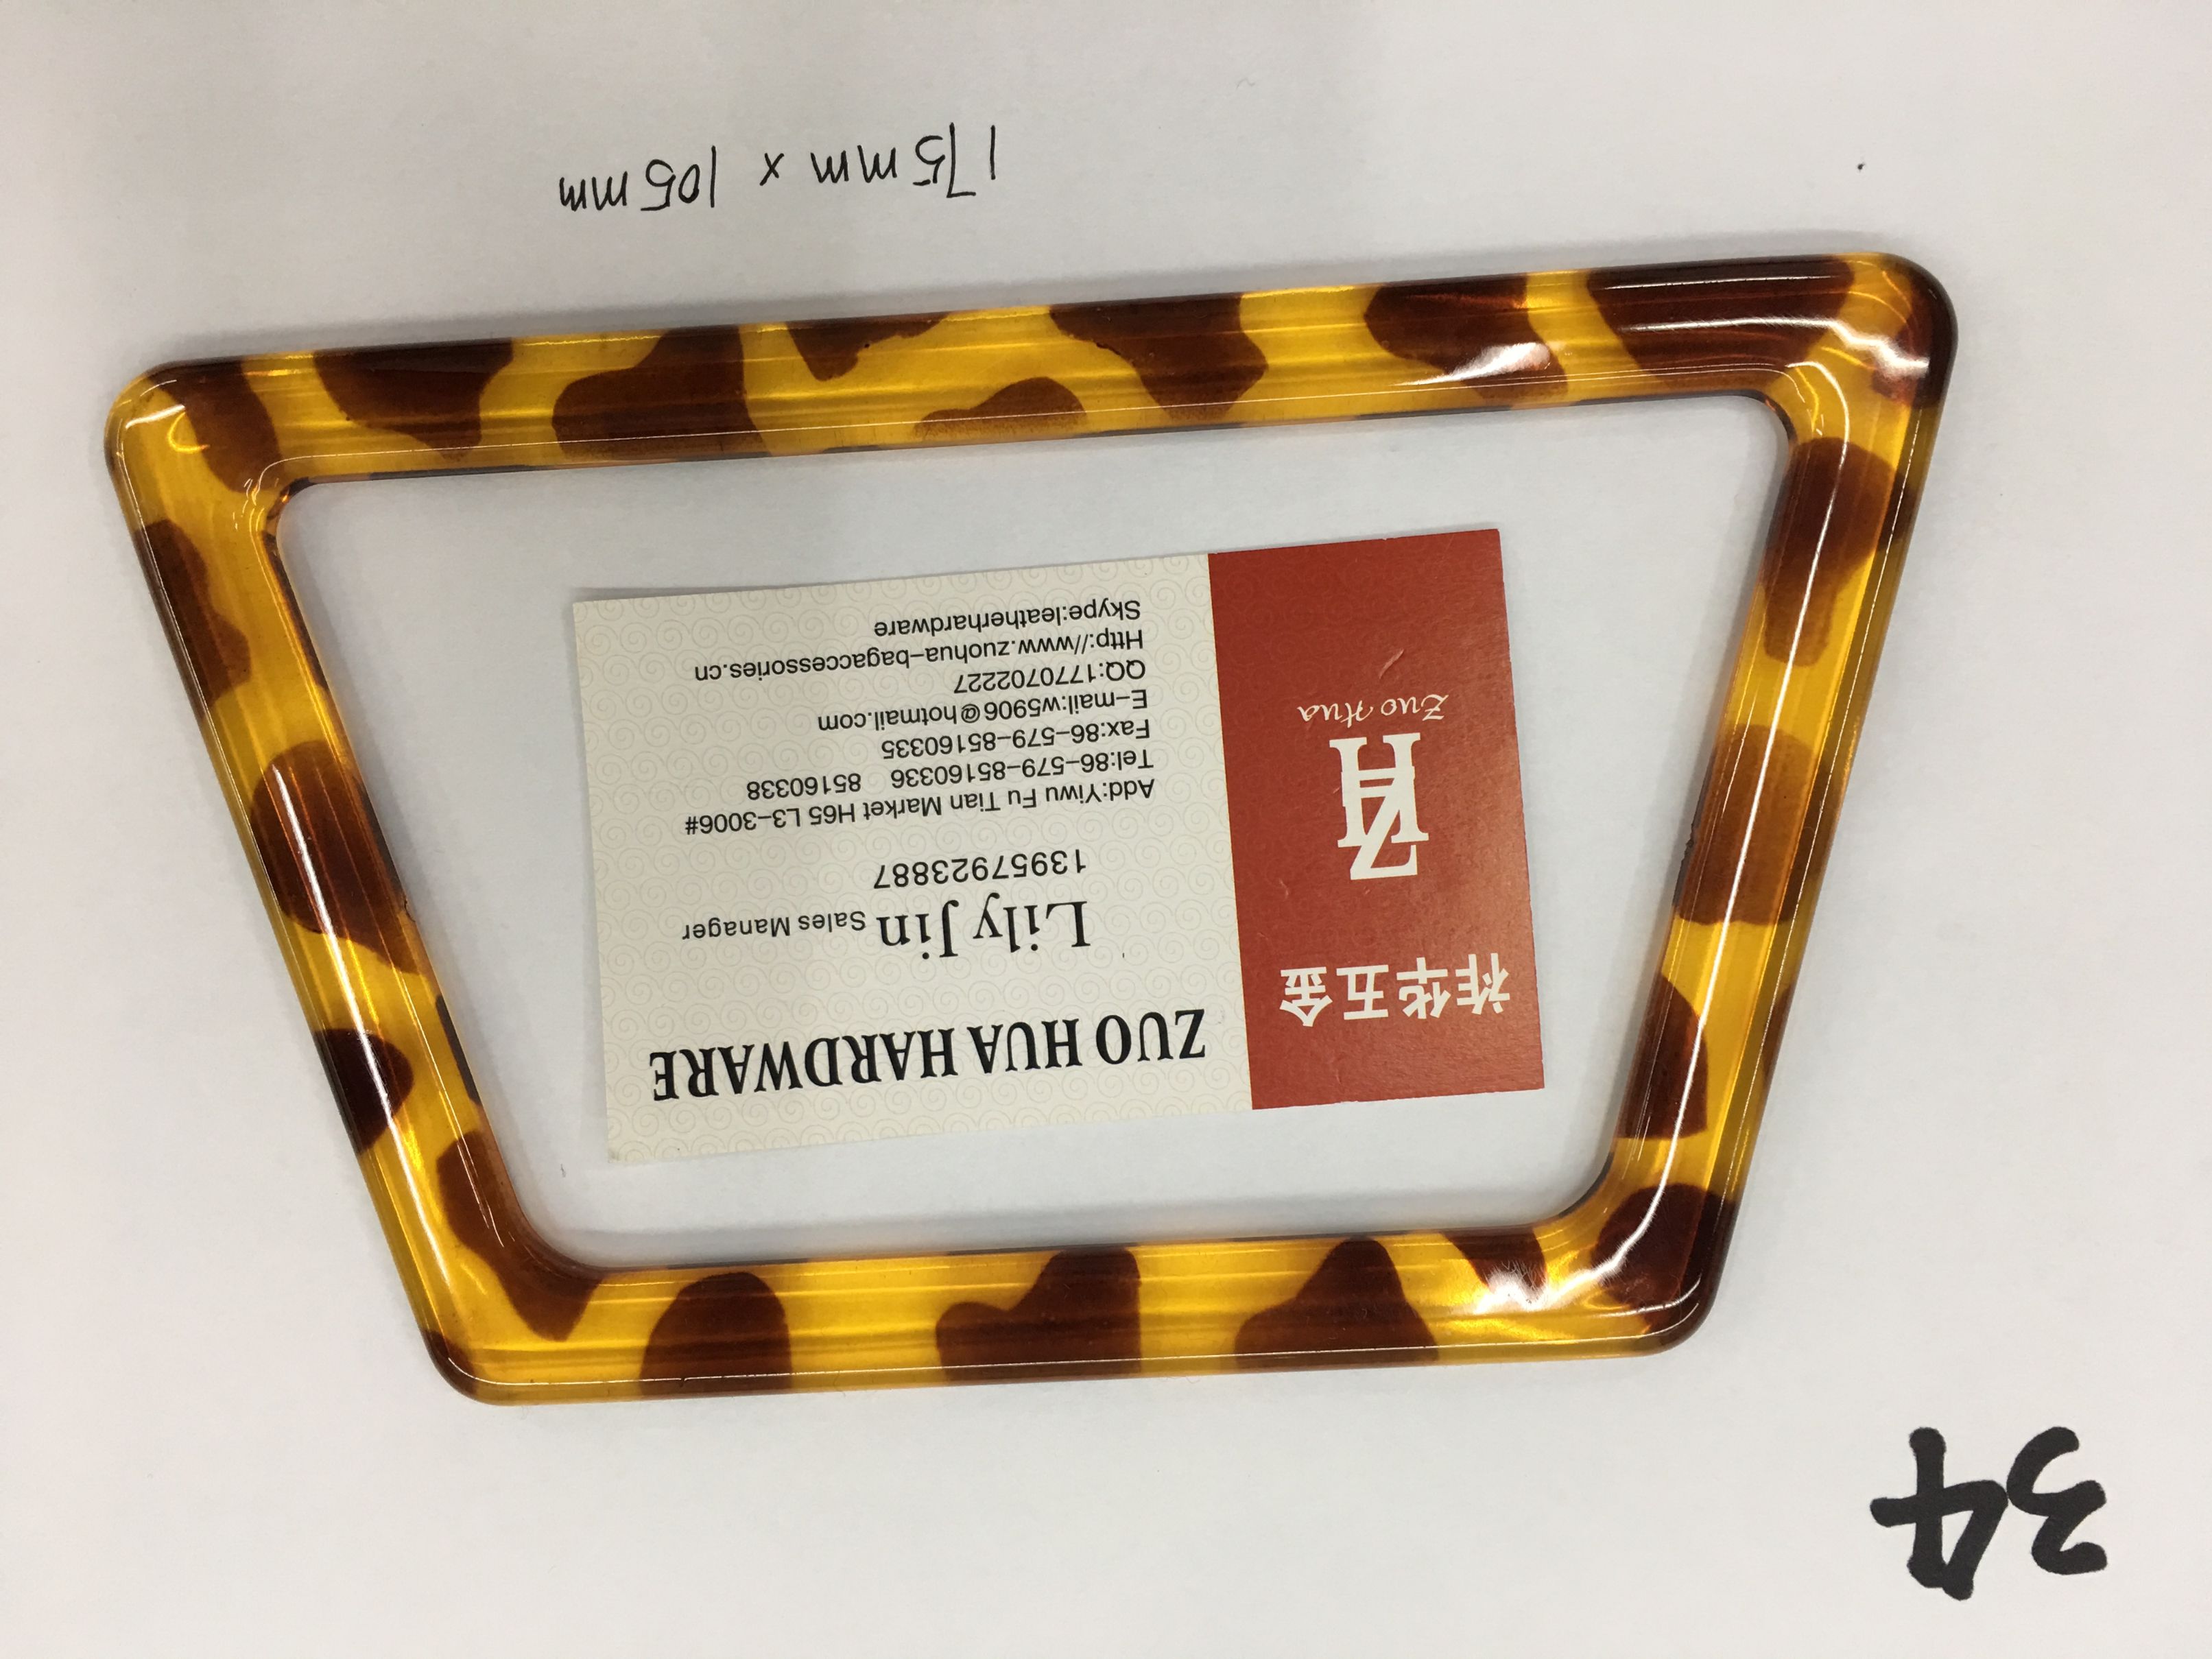 34
ZUO HUA HARDWARE
Lily Jin Sales Manager
13957923887
Add:Yiwu Fu Tian Market H65 L3-3006#
Tel:86-579-85160336 85160338
Fax:86-579-85160335
E-mail:w5906@hotmail.com
QQ:1770702227
Http://www.zuohua-bagaccessories.cn
Skype:leatherhardware
祚华五金
ZH
Zuo Hua
175mm x 105mm